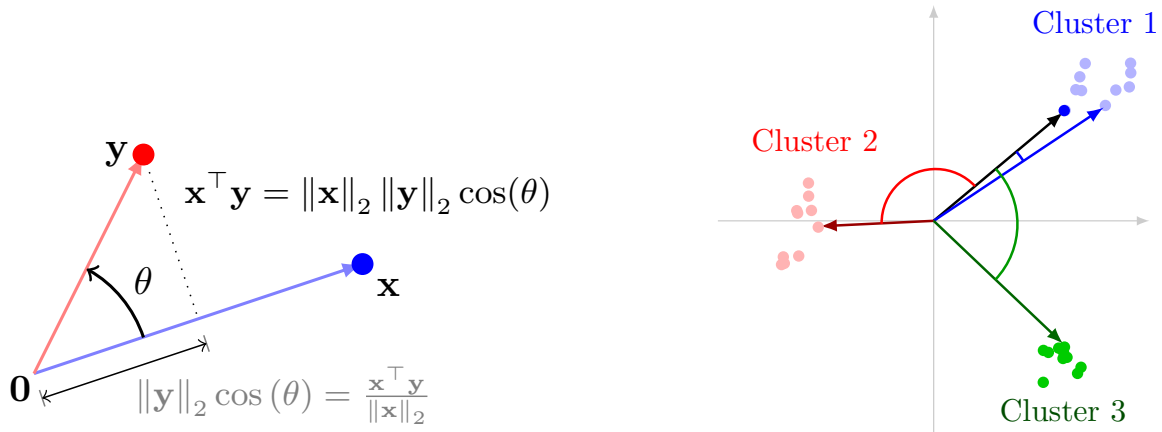 y
x⊤y = ‖x‖₂ ‖y‖₂ cos(θ)
θ
x
0
‖y‖₂ cos (θ) = x⊤y / ‖x‖₂
Cluster 1
Cluster 2
Cluster 3